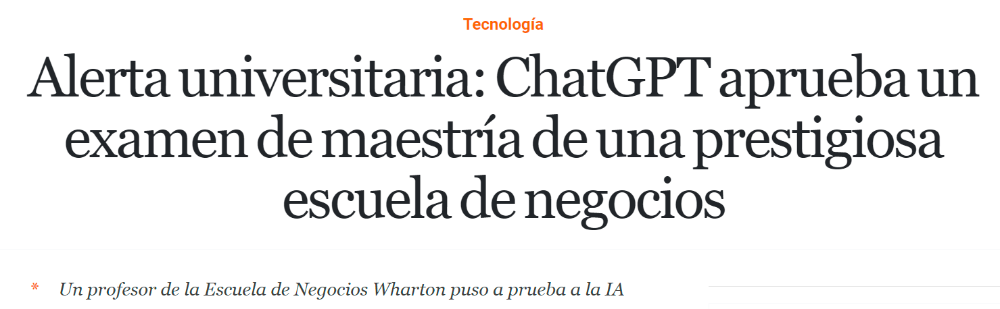 Tecnología
Alerta universitaria: ChatGPT aprueba un
examen de maestría de una prestigiosa
escuela de negocios
* Un profesor de la Escuela de Negocios Wharton puso a prueba a la IA